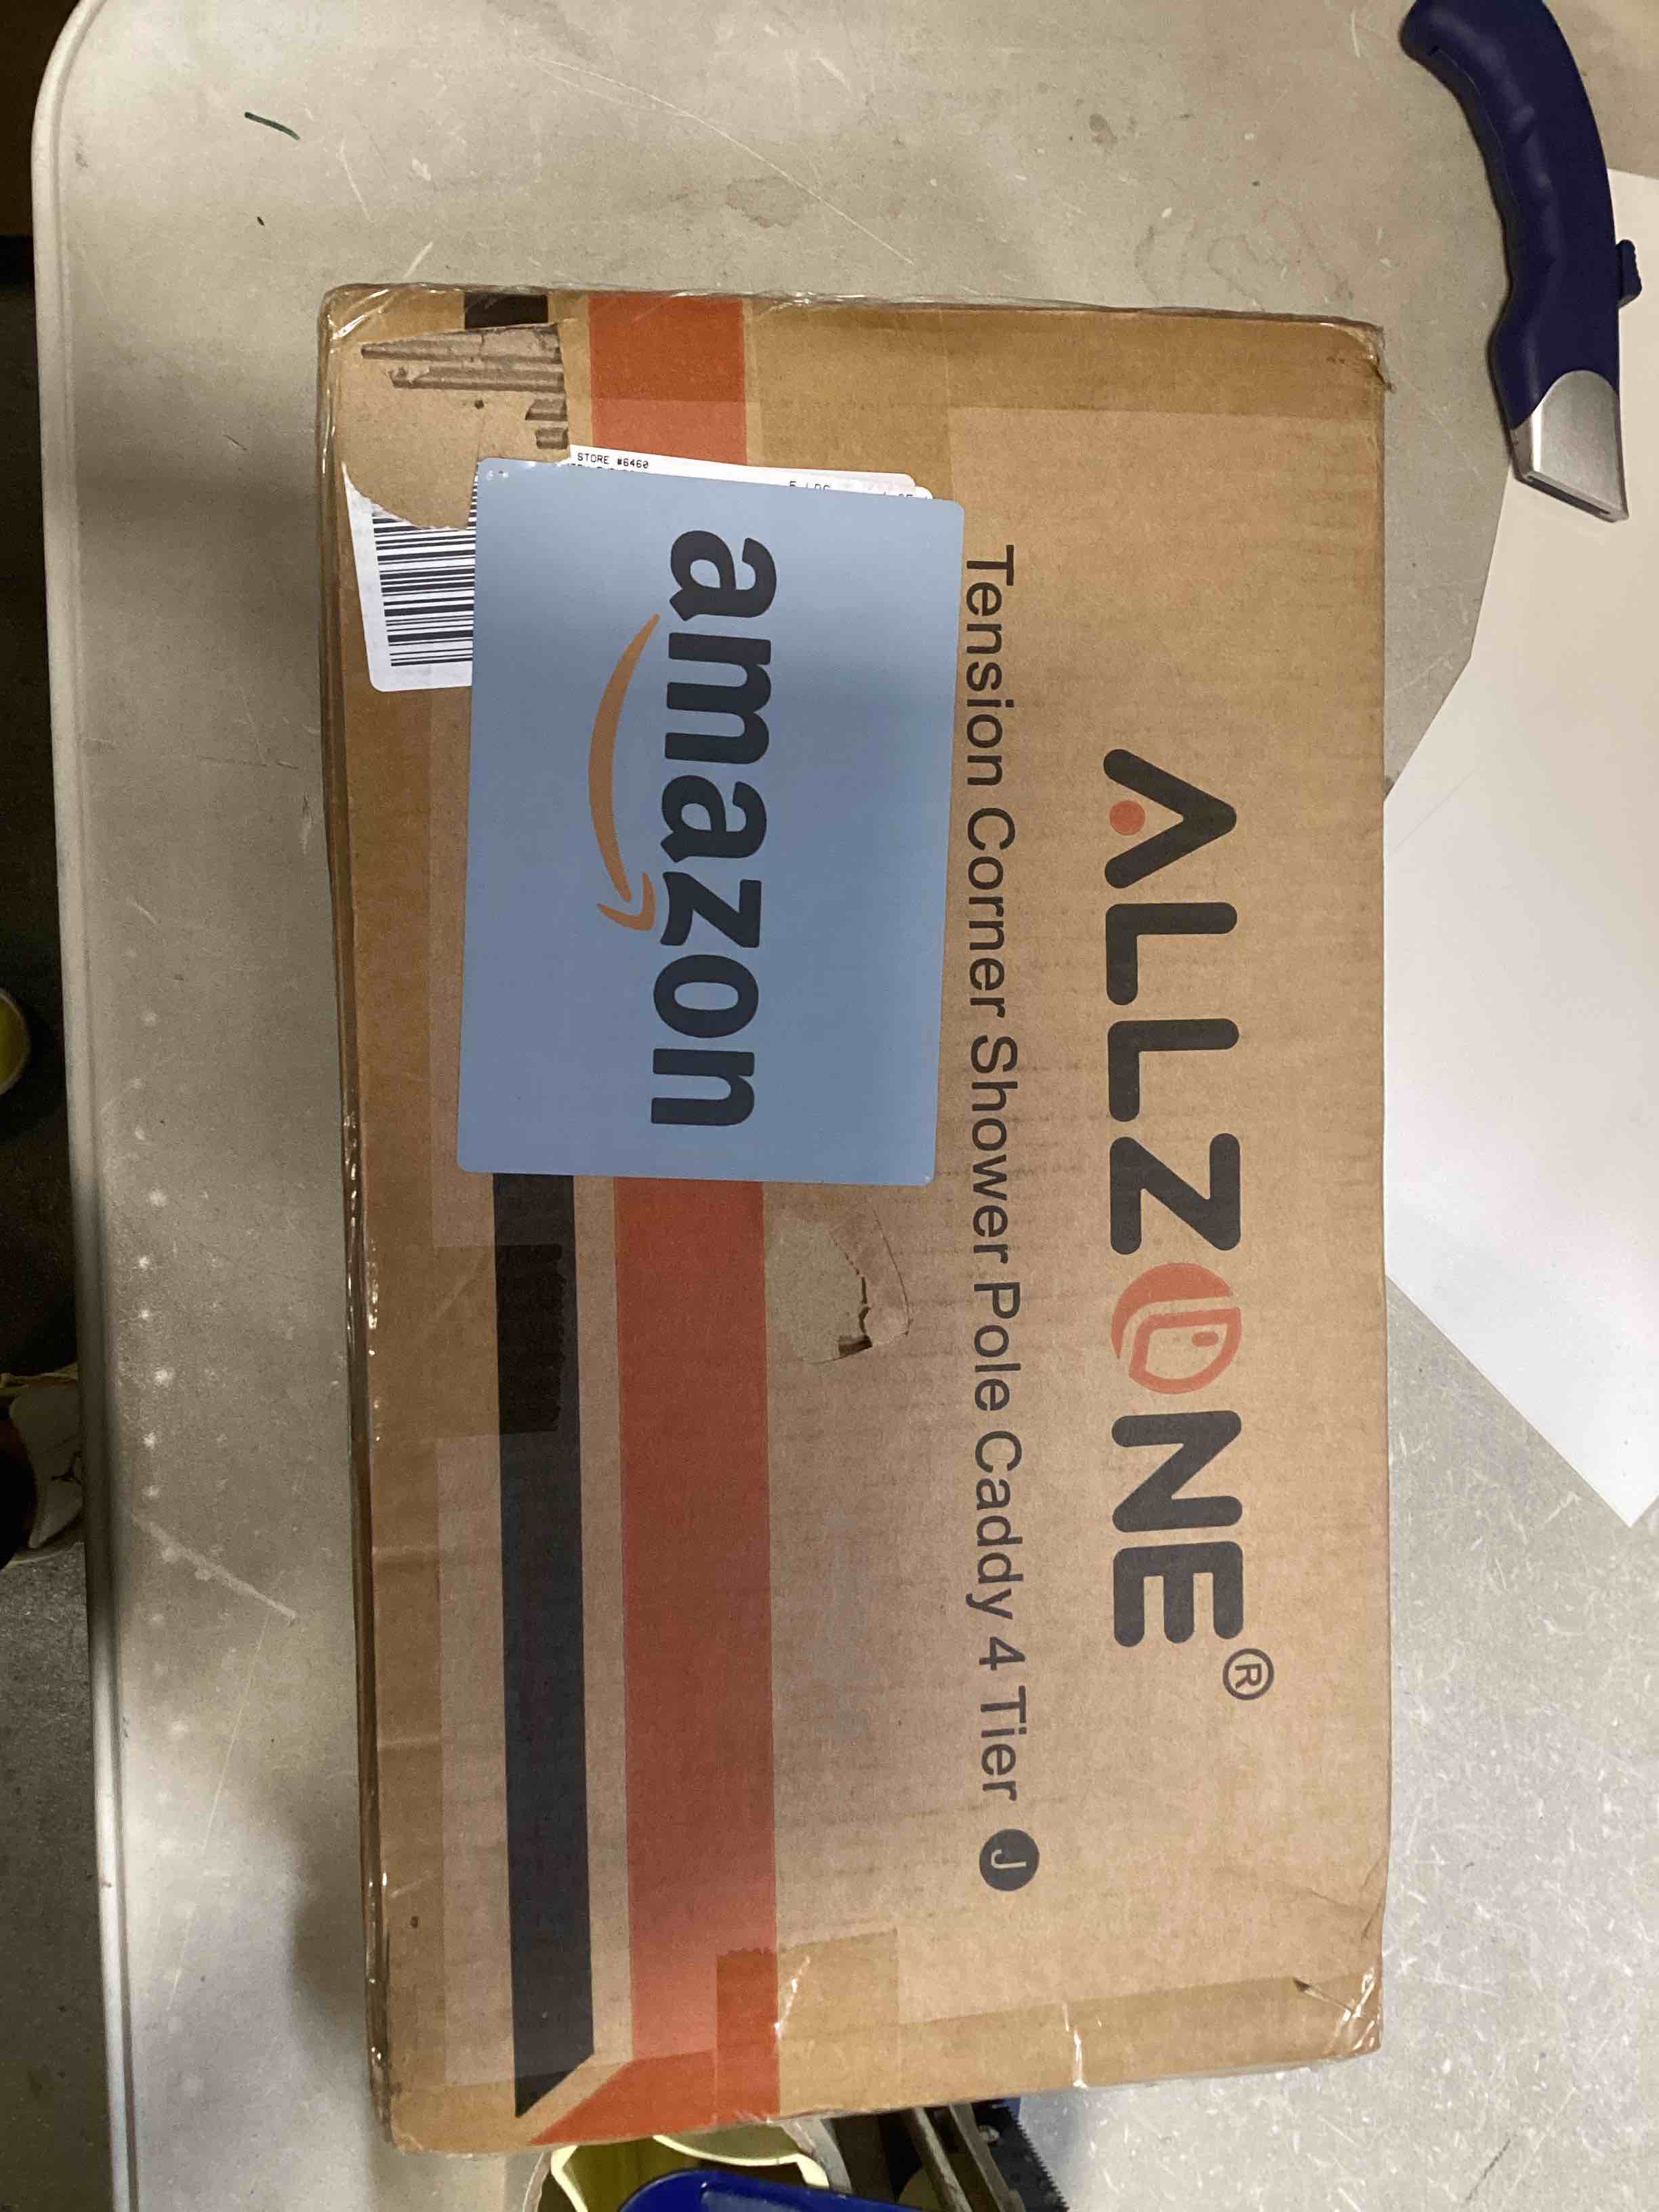 ALLZONE®
Tension Corner Shower Pole Caddy 4 Tier J
amazon
STORE #6460